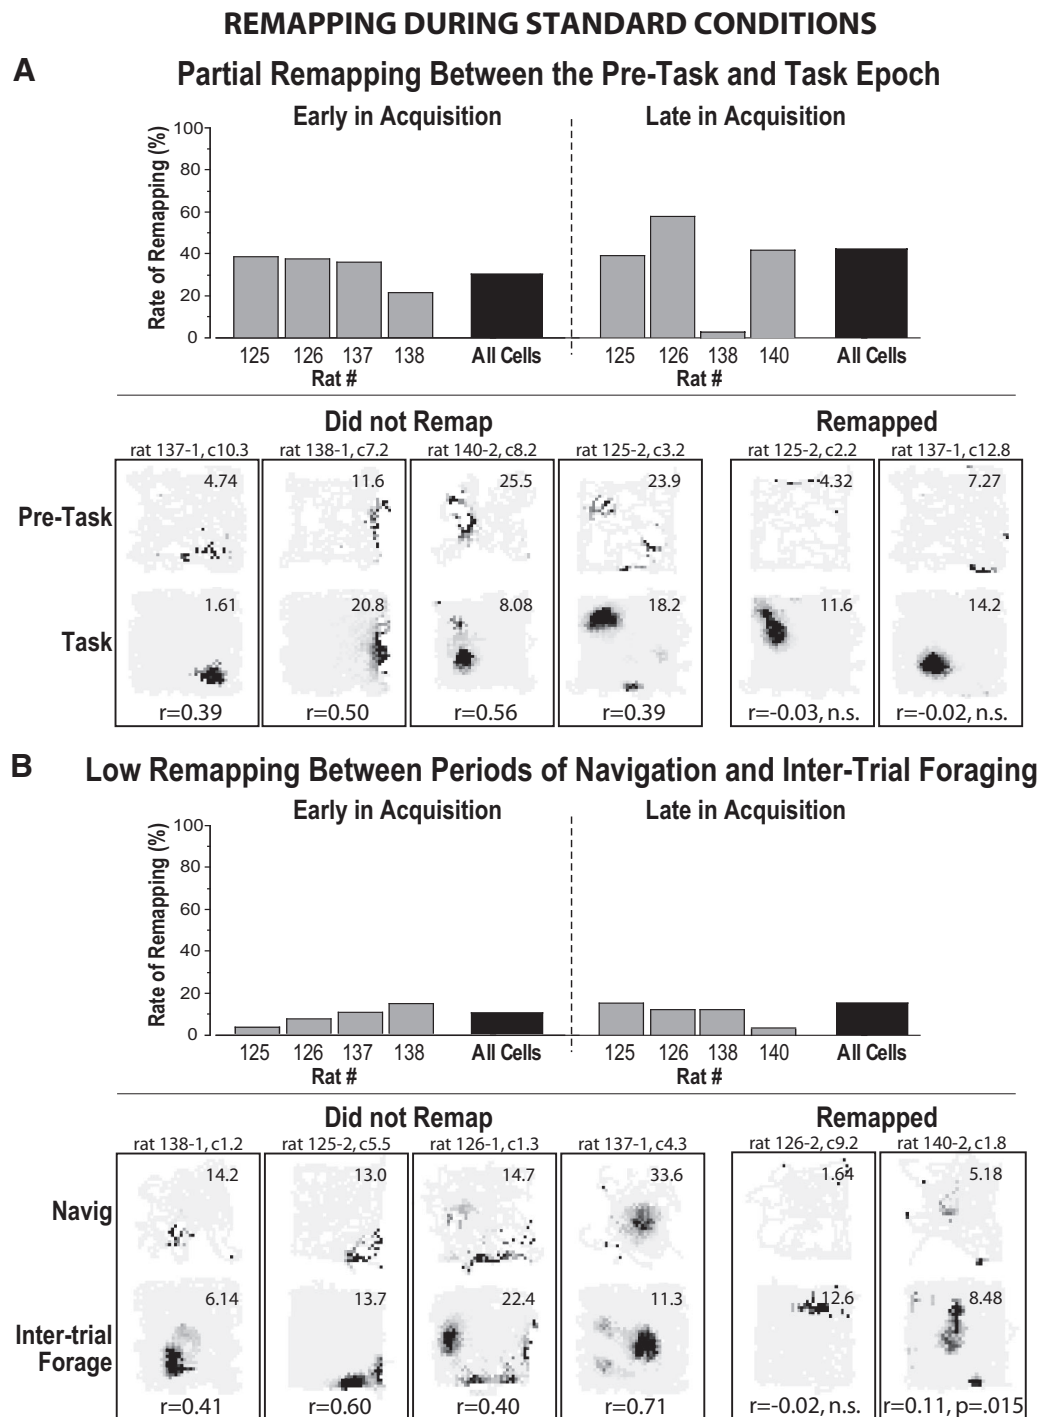 REMAPPING DURING STANDARD CONDITIONS
A
Partial Remapping Between the Pre-Task and Task Epoch
Early in Acquisition
Late in Acquisition
Rate of Remapping (%)
100
80
60
40
20
0
125 126 137 138 All Cells
125 126 138 140 All Cells
Rat #
Rat #
Did not Remap
Remapped
rat 137-1, c10.3
rat 138-1, c7.2
rat 140-2, c8.2
rat 125-2, c3.2
rat 125-2, c2.2
rat 137-1, c12.8
Pre-Task
4.74
11.6
25.5
23.9
4.32
7.27
Task
1.61
20.8
8.08
18.2
11.6
14.2
r=0.39
r=0.50
r=0.56
r=0.39
r=-0.03, n.s.
r=-0.02, n.s.
B
Low Remapping Between Periods of Navigation and Inter-Trial Foraging
Early in Acquisition
Late in Acquisition
Rate of Remapping (%)
100
80
60
40
20
0
125 126 137 138 All Cells
125 126 138 140 All Cells
Rat #
Rat #
Did not Remap
Remapped
rat 138-1, c1.2
rat 125-2, c5.5
rat 126-1, c1.3
rat 137-1, c4.3
rat 126-2, c9.2
rat 140-2, c1.8
Navig
14.2
13.0
14.7
33.6
1.64
5.18
Inter-trial
Forage
6.14
13.7
22.4
11.3
12.6
8.48
r=0.41
r=0.60
r=0.40
r=0.71
r=-0.02, n.s.
r=0.11, p=.015